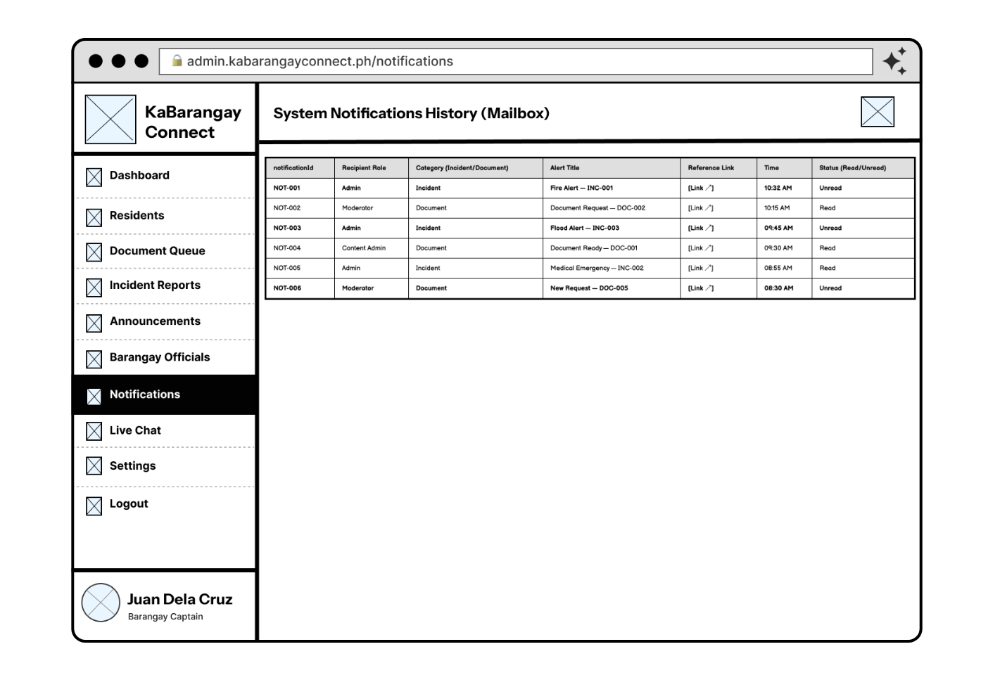 admin.kabarangayconnect.ph/notifications
KaBarangay
Connect
System Notifications History (Mailbox)
Dashboard
Residents
Document Queue
Incident Reports
Announcements
Barangay Officials
Notifications
Live Chat
Settings
Logout
Juan Dela Cruz
Barangay Captain
notificationId Recipient Role Category (Incident/Document) Alert Title Reference Link Time Status (Read/Unread)
NOT-001 Admin Incident Fire Alert — INC-001 [Link ↗] 10:32 AM Unread
NOT-002 Moderator Document Document Request — DOC-002 [Link ↗] 10:15 AM Read
NOT-003 Admin Incident Flood Alert — INC-003 [Link ↗] 09:45 AM Unread
NOT-004 Content Admin Document Document Ready — DOC-001 [Link ↗] 09:30 AM Read
NOT-005 Admin Incident Medical Emergency — INC-002 [Link ↗] 08:55 AM Read
NOT-006 Moderator Document New Request — DOC-005 [Link ↗] 08:30 AM Unread